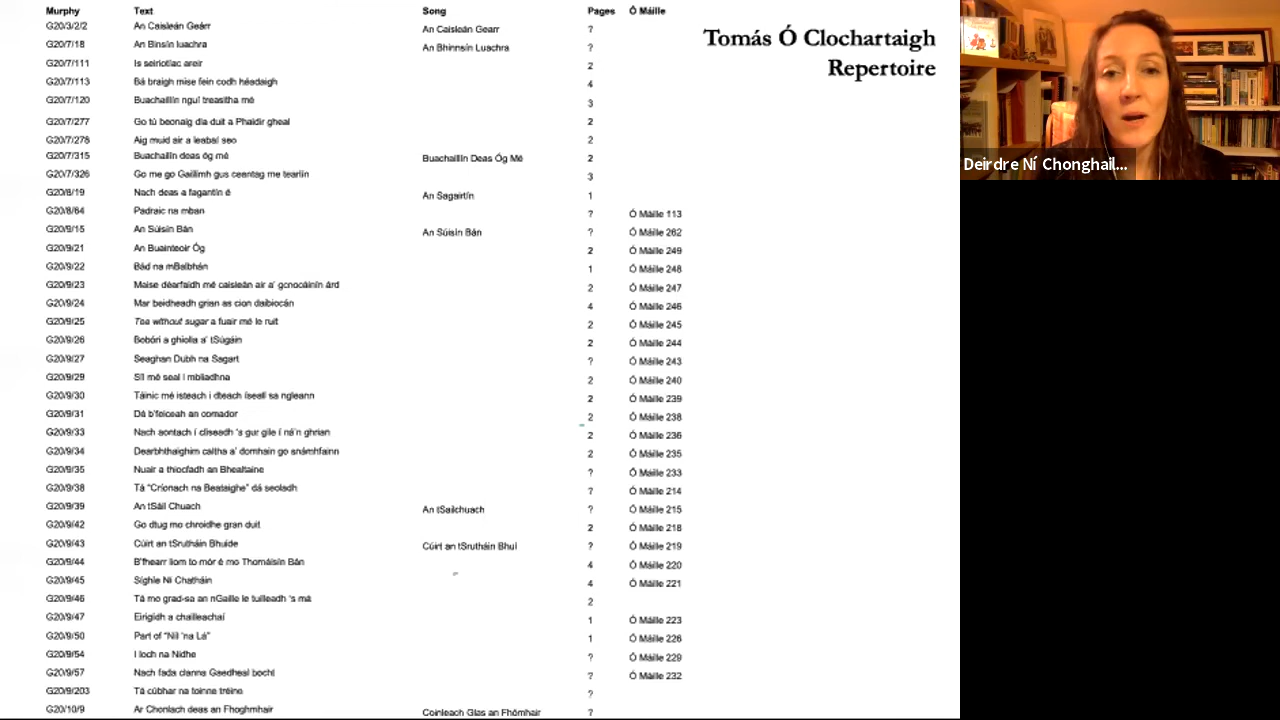 Murphy Text Song Pages Ó Máille
Tomás Ó Clochartaigh
Repertoire
G20/3/2/2 An Caisleán Geárr An Caisleán Gearr ?
G20/7/18 An Binsín luachra An Bhinnsín Luachra ?
G20/7/111 Is seiriotlac areir 2
G20/7/113 Bá braigh mise fein codh héadaigh 4
G20/7/120 Buachaillín nguí treasitha mé 3
G20/7/277 Go tú beonaig dia duit a Phaidir gheal 2
G20/7/278 Aig muid air a leabaí seo 2
G20/7/315 Buachaillín deas óg mé Buachaillín Deas Óg Mé 2
G20/7/326 Go me go Gaillimh gus ceentag me tearlín 3
G20/8/19 Nach deas a fagantín é An Sagairtín 1
G20/8/64 Padraic na mban ? Ó Máille 113
G20/9/15 An Súisín Bán An Súisín Bán ? Ó Máille 262
G20/9/21 An Buainteoir Óg 2 Ó Máille 249
G20/9/22 Bád na mBalbhán 1 Ó Máille 248
G20/9/23 Maise déarfaidh mé caisleán air a' gcnocáinín árd 2 Ó Máille 247
G20/9/24 Mar beidheadh grian as cion daibiocán 4 Ó Máille 246
G20/9/25 Tea without sugar a fuair mé le ruit 2 Ó Máille 245
G20/9/26 Bobóri a ghiolla a' tSúgáin 2 Ó Máille 244
G20/9/27 Seaghan Dubh na Sagart ? Ó Máille 243
G20/9/29 Síl mé seal i mbliadhna 2 Ó Máille 240
G20/9/30 Táinic mé isteach i dteach íseall sa ngleann 2 Ó Máille 239
G20/9/31 Dá b'feiceah an comador 2 Ó Máille 238
G20/9/33 Nach aontach í cliseadh 's gur gile í ná'n ghrian 2 Ó Máille 236
G20/9/34 Dearbhthaighim caltha a' domhain go snámhfainn 2 Ó Máille 235
G20/9/35 Nuair a thiocfadh an Bhealtaine ? Ó Máille 233
G20/9/38 Tá "Críonach na Beataighe" dá seoladh ? Ó Máille 214
G20/9/39 An tSáil Chuach An tSailchuach ? Ó Máille 215
G20/9/42 Go dtug mo chroidhe gran duit 2 Ó Máille 218
G20/9/43 Cúirt an tSrutháin Bhuide Cúirt an tSrutháin Bhuí ? Ó Máille 219
G20/9/44 B'fhearr liom to mór é mo Thomáisín Bán 4 Ó Máille 220
G20/9/45 Síghle Ni Chatháin 4 Ó Máille 221
G20/9/46 Tá mo grad-sa an nGaille le tuilleadh 's má 2
G20/9/47 Eirigidh a chailleachaí 1 Ó Máille 223
G20/9/50 Part of "Níl 'na Lá" 1 Ó Máille 226
G20/9/54 I loch na Nidhe ? Ó Máille 229
G20/9/57 Nach fada clanna Gaedheal bocht ? Ó Máille 232
G20/9/203 Tá cúbhar na toinne tréine ?
G20/10/9 Ar Chonlach deas an Fhoghmhair Coinleach Glas an Fhómhair ?
Deirdre Ní Chonghail...